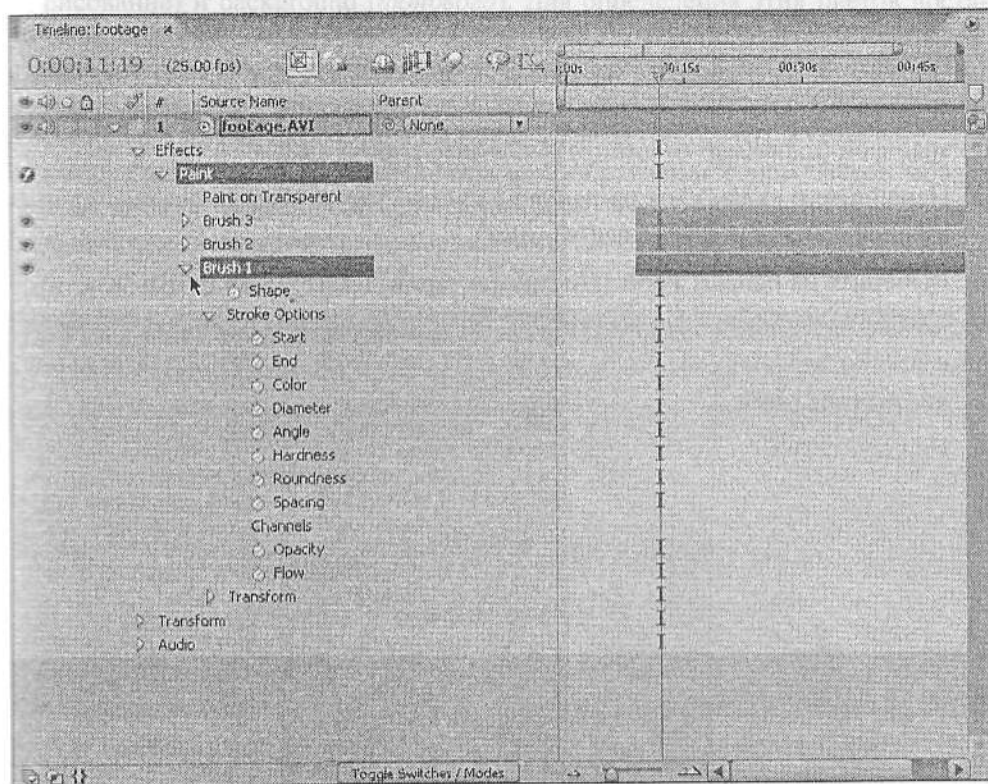 Timeline: footage
0:00:11:19 (25.00 fps)
:00s 00:15s 00:30s 00:45s
# Source Name Parent
1 footage.AVI None
Effects
Paint
Paint on Transparent
Brush 3
Brush 2
Brush 1
Shape
Stroke Options
Start
End
Color
Diameter
Angle
Hardness
Roundness
Spacing
Channels
Opacity
Flow
Transform
Transform
Audio
Toggle Switches / Modes